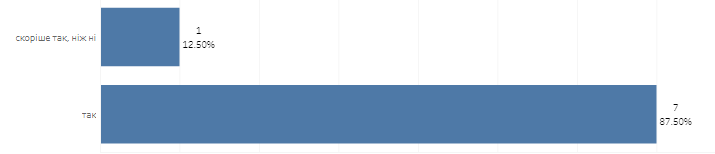 скоріше так, ніж ні
1
12.50%
так
7
87.50%